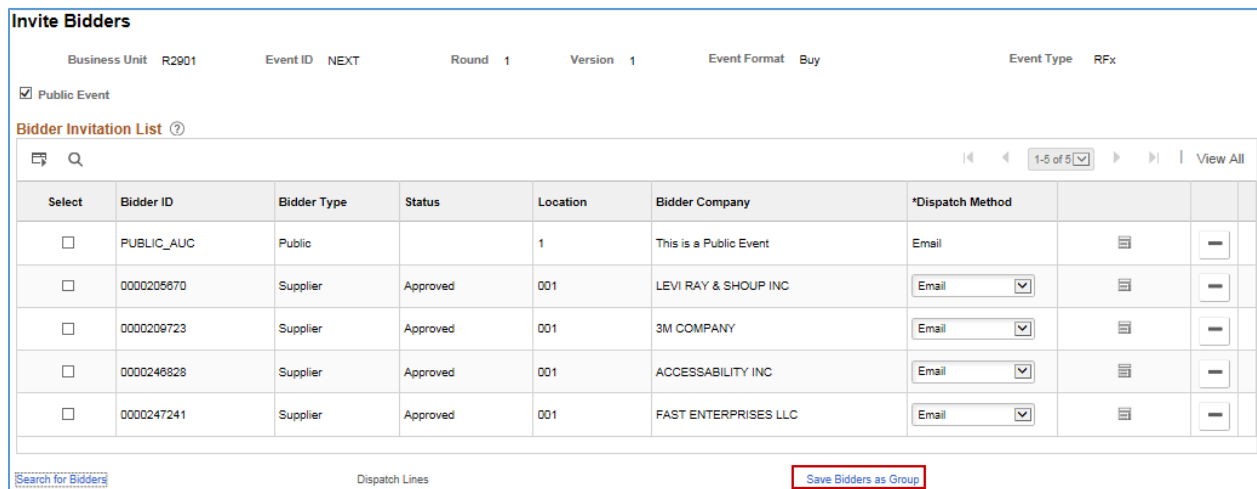 Invite Bidders
Business Unit R2901 Event ID NEXT Round 1 Version 1 Event Format Buy Event Type RFx
Public Event
Bidder Invitation List ?
1-5 of 5 View All
Select Bidder ID Bidder Type Status Location Bidder Company *Dispatch Method
PUBLIC_AUC Public 1 This is a Public Event Email
0000205670 Supplier Approved 001 LEVI RAY & SHOUP INC Email
0000209723 Supplier Approved 001 3M COMPANY Email
0000246828 Supplier Approved 001 ACCESSABILITY INC Email
0000247241 Supplier Approved 001 FAST ENTERPRISES LLC Email
Search for Bidders Dispatch Lines Save Bidders as Group